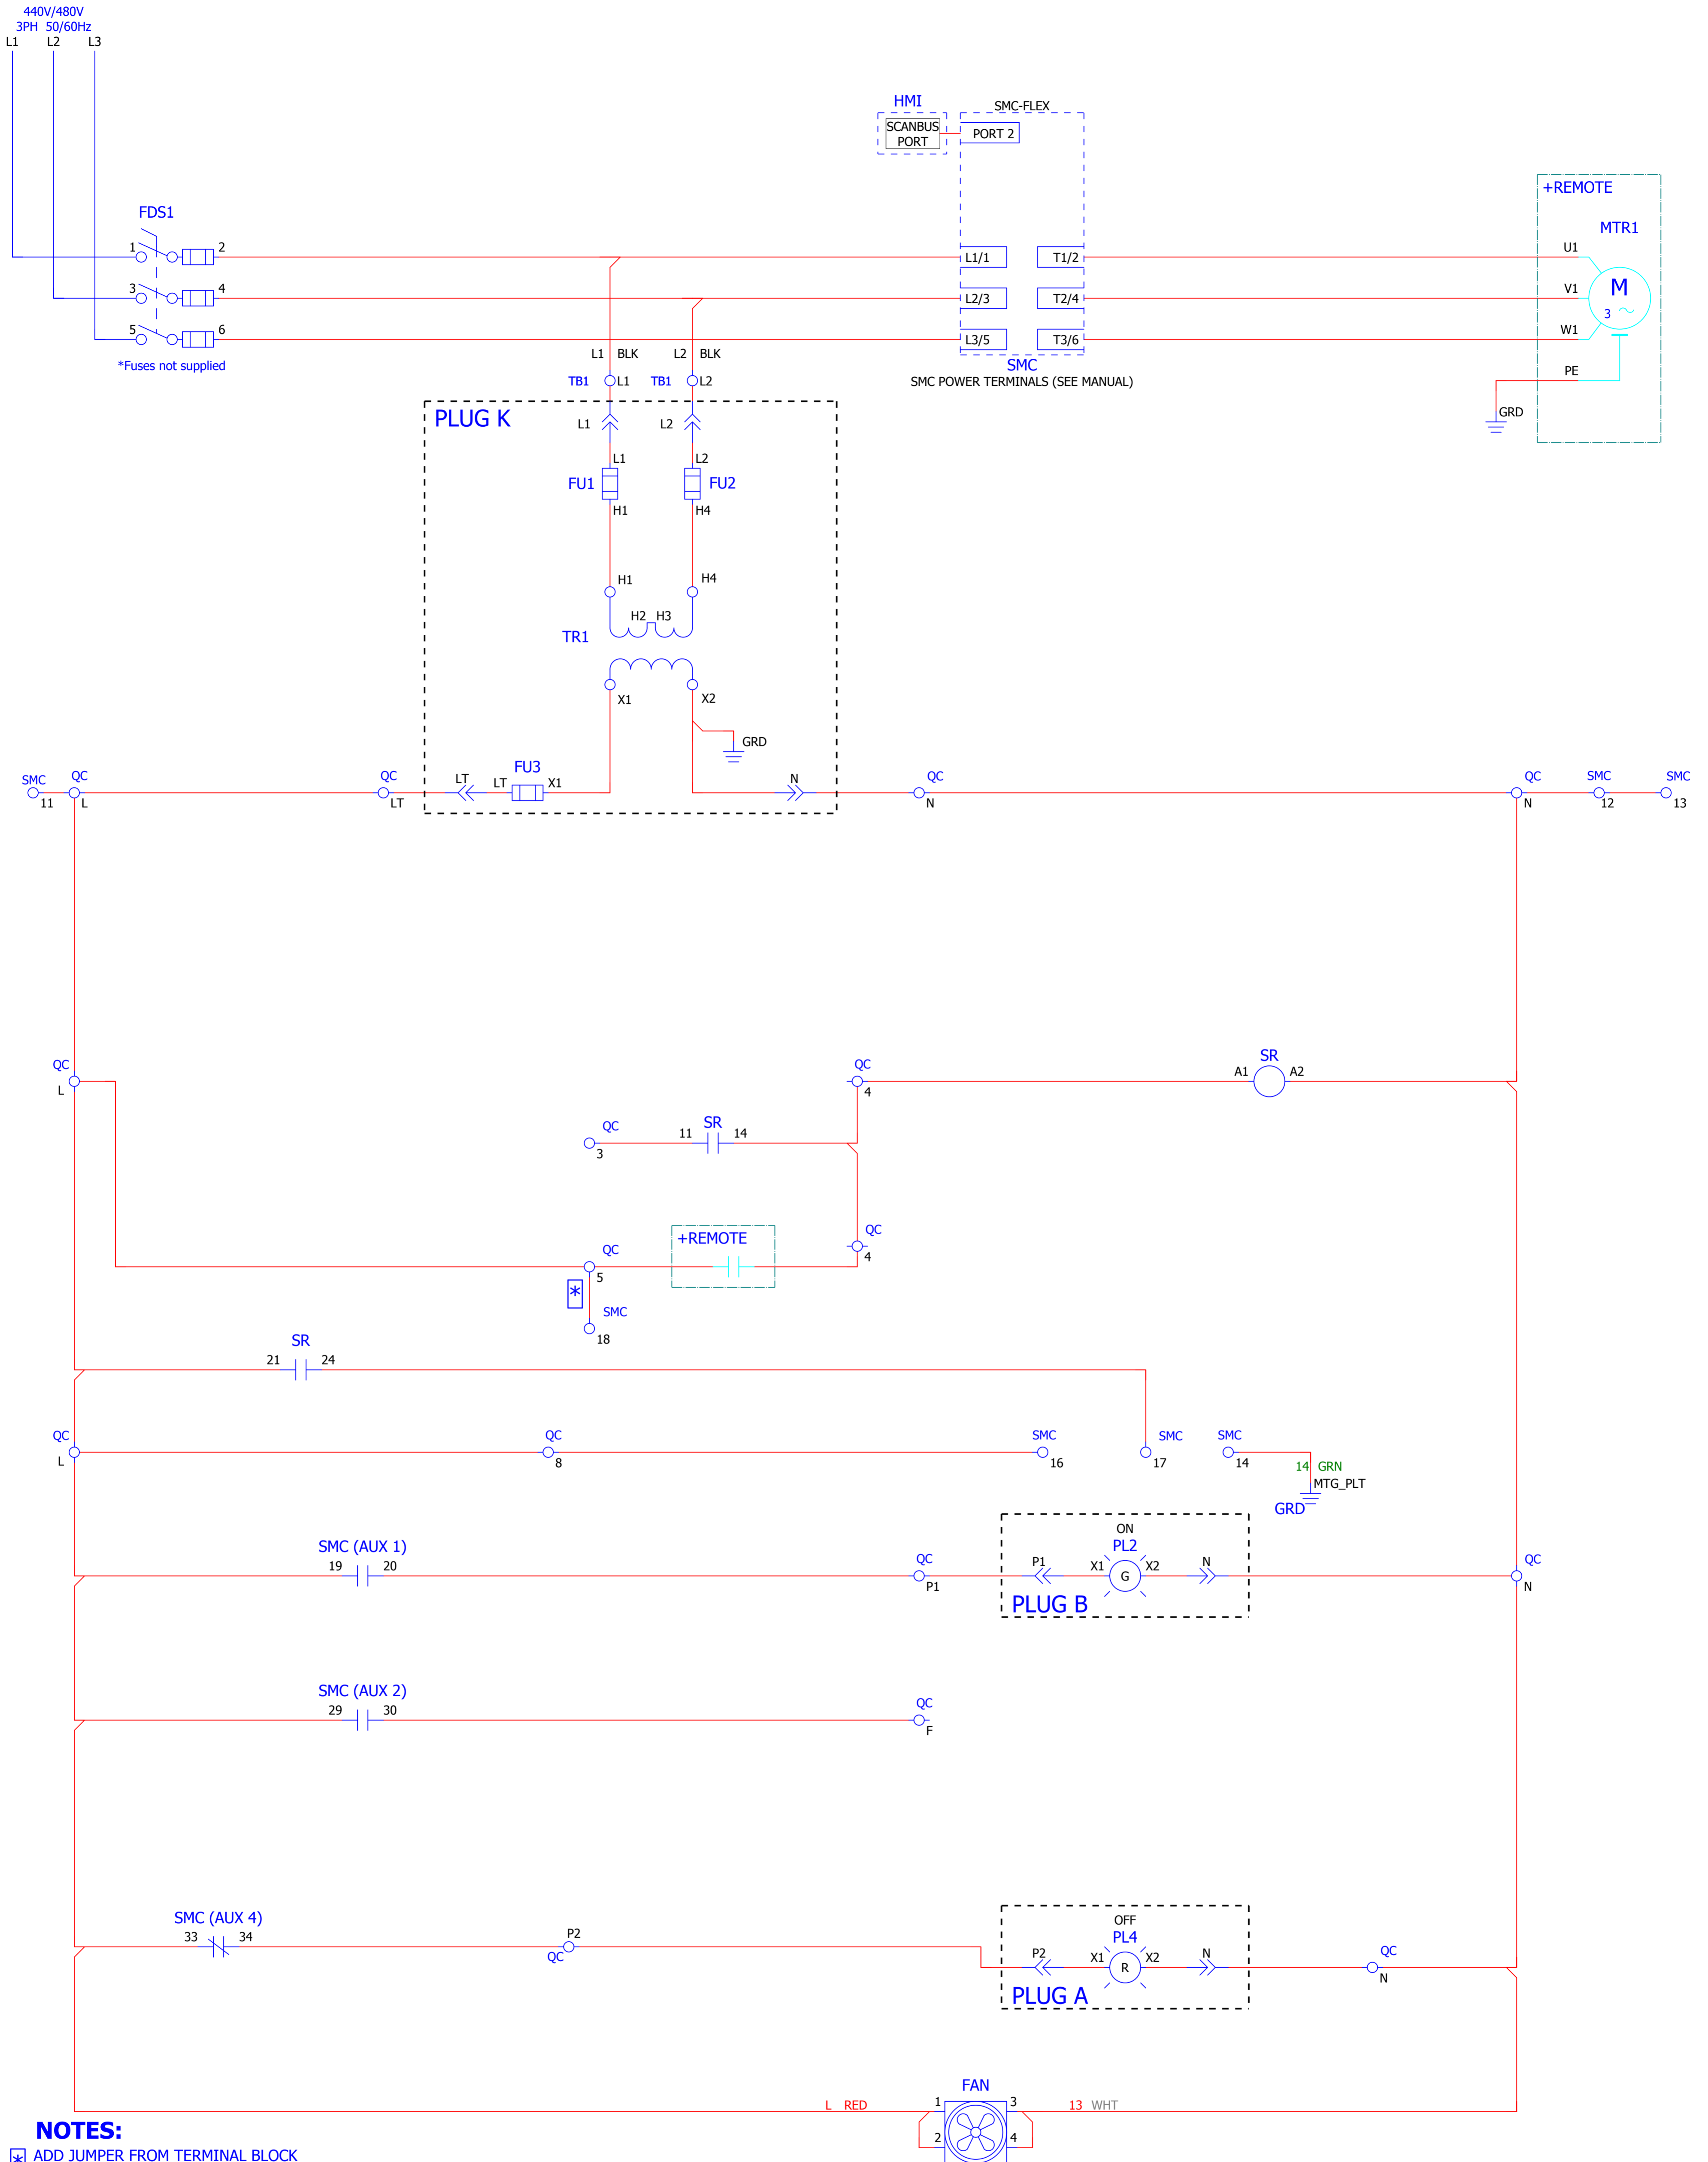 440V/480V
3PH 50/60Hz
L1 L2 L3
HMI
SMC-FLEX
SCANBUS
PORT
PORT 2
+REMOTE
FDS1
MTR1
1 2
L1/1 T1/2
U1
3 4
L2/3 T2/4
V1
M
3
5 6
L3/5 T3/6
W1
*Fuses not supplied
L1 BLK L2 BLK
SMC
PE
TB1 L1 TB1 L2
SMC POWER TERMINALS (SEE MANUAL)
GRD
PLUG K
L1 L2
L1 L2
FU1 FU2
H1 H4
H1 H4
H2 H3
TR1
X1 X2
GRD
SMC QC QC LT LT FU3 X1 N QC QC SMC SMC
11 L LT N N 12 13
QC QC SR
L 4 A1 A2
QC SR
3 11 14
+REMOTE QC
QC 4
5
*
SMC
18
SR
21 24
QC QC SMC SMC SMC
L 8 16 17 14
14 GRN
MTG_PLT
GRD
ON
SMC (AUX 1) PL2
19 20 QC P1 X1 G X2 N QC
P1 N
PLUG B
SMC (AUX 2)
29 30 QC
F
OFF
SMC (AUX 4) PL4
33 34 P2
QC
P2 X1 R X2 N QC
N
PLUG A
FAN
L RED 1 3 13 WHT
2 4
NOTES:
* ADD JUMPER FROM TERMINAL BLOCK